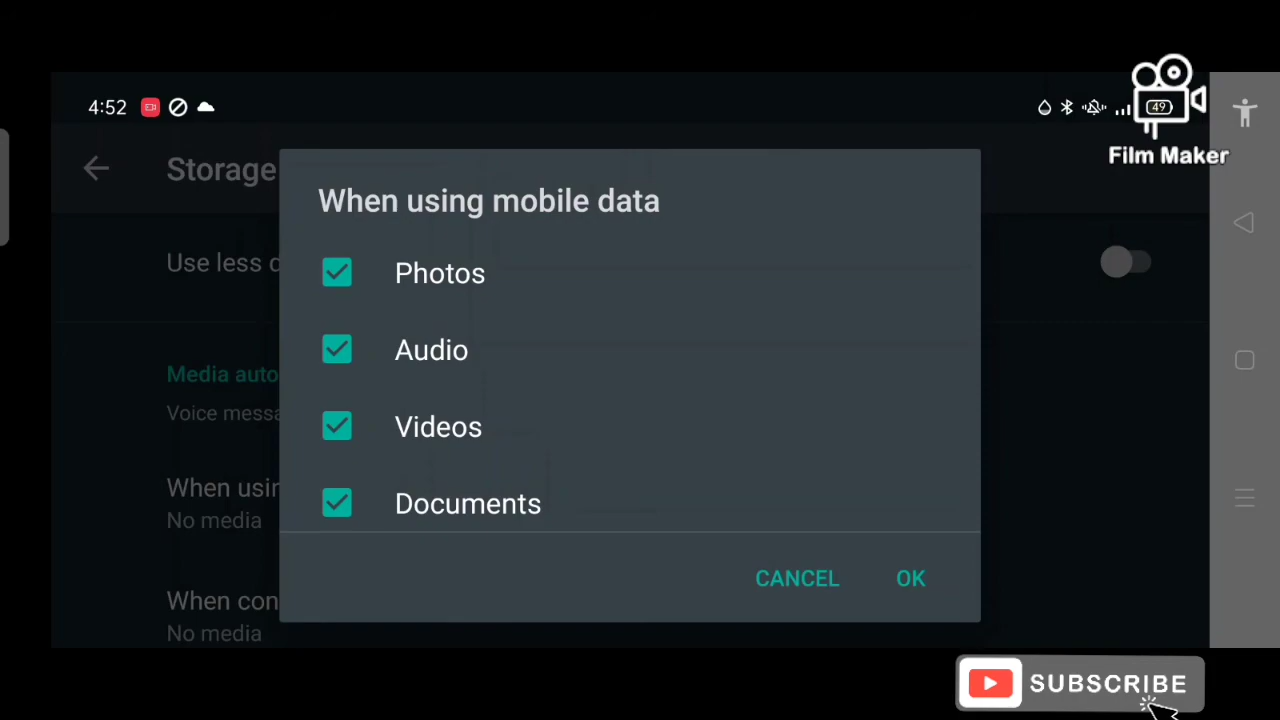 4:52
49
Film Maker
Storage
When using mobile data
Use less d
Photos
Audio
Media auto
Voice messa
Videos
When usin
No media
Documents
CANCEL OK
When con
No media
SUBSCRIBE